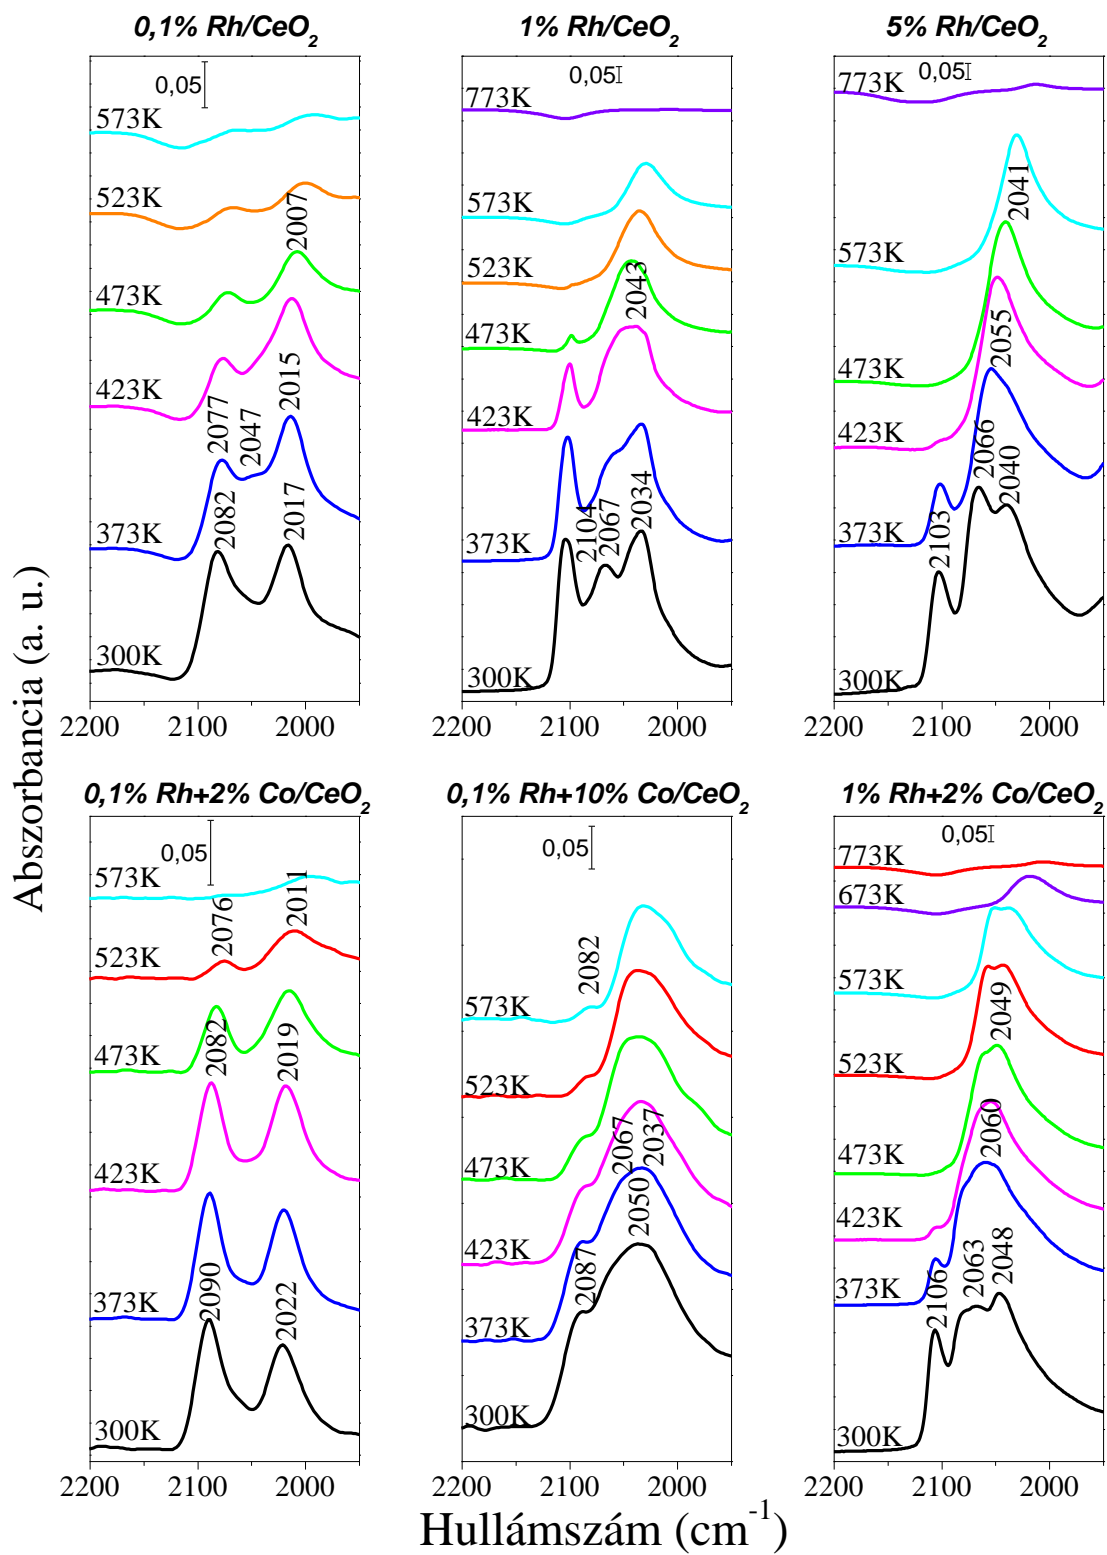 0,1% Rh/CeO2
1% Rh/CeO2
5% Rh/CeO2
Abszorbancia (a. u.)
0,05
573K
523K
2007
473K
423K
2015
2077
2047
373K
2082
2017
300K
2200
2100
2000
0,05
773K
573K
523K
2043
473K
423K
373K
2104
2067
2034
300K
2200
2100
2000
0,05
773K
2041
573K
2055
473K
423K
2066
2040
373K
2103
300K
2200
2100
2000
0,1% Rh+2% Co/CeO2
0,1% Rh+10% Co/CeO2
1% Rh+2% Co/CeO2
0,05
573K
2076
2011
523K
473K
2082
2019
423K
373K
2090
2022
300K
2200
2100
2000
0,05
573K
2082
523K
473K
2067
2037
423K
2050
2087
373K
300K
2200
2100
2000
0,05
773K
673K
573K
523K
2049
473K
2060
423K
373K
2106
2063
2048
300K
2200
2100
2000
Hullámszám (cm-1)